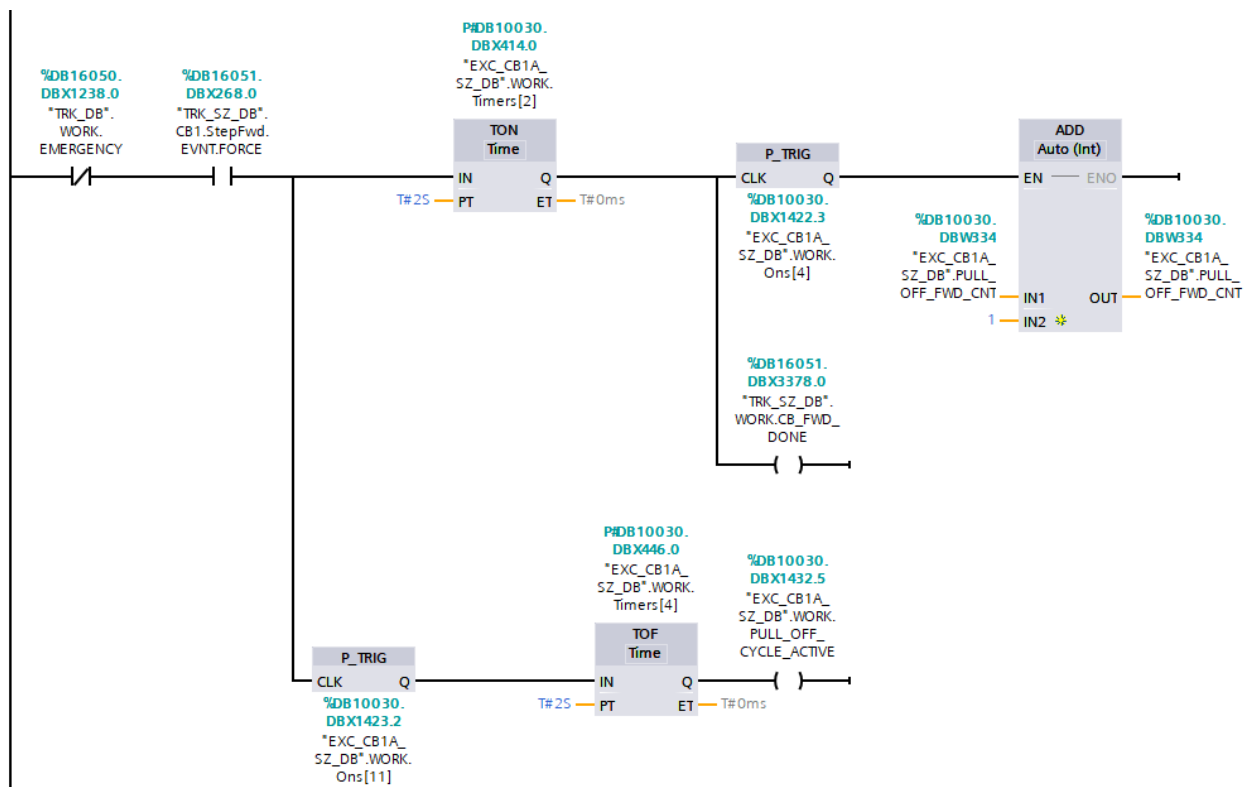 P#DB10030.
DBX414.0
"EXC_CB1A_
SZ_DB".WORK.
Timers[2]
%DB16050.
DBX1238.0
"TRK_DB".
WORK.
EMERGENCY
%DB16051.
DBX268.0
"TRK_SZ_DB".
CB1.StepFwd.
EVNT.FORCE
TON
Time
IN Q
T#2S PT ET T#0ms
P_TRIG
CLK Q
%DB10030.
DBX1422.3
"EXC_CB1A_
SZ_DB".WORK.
Ons[4]
ADD
Auto (Int)
EN ENO
%DB10030.
DBW334
"EXC_CB1A_
SZ_DB".PULL_
OFF_FWD_CNT
IN1 OUT
%DB10030.
DBW334
"EXC_CB1A_
SZ_DB".PULL_
OFF_FWD_CNT
1 IN2
%DB16051.
DBX3378.0
"TRK_SZ_DB".
WORK.CB_FWD_
DONE
P#DB10030.
DBX446.0
"EXC_CB1A_
SZ_DB".WORK.
Timers[4]
%DB10030.
DBX1432.5
"EXC_CB1A_
SZ_DB".WORK.
PULL_OFF_
CYCLE_ACTIVE
P_TRIG
CLK Q
%DB10030.
DBX1423.2
"EXC_CB1A_
SZ_DB".WORK.
Ons[11]
TOF
Time
IN Q
T#2S PT ET T#0ms